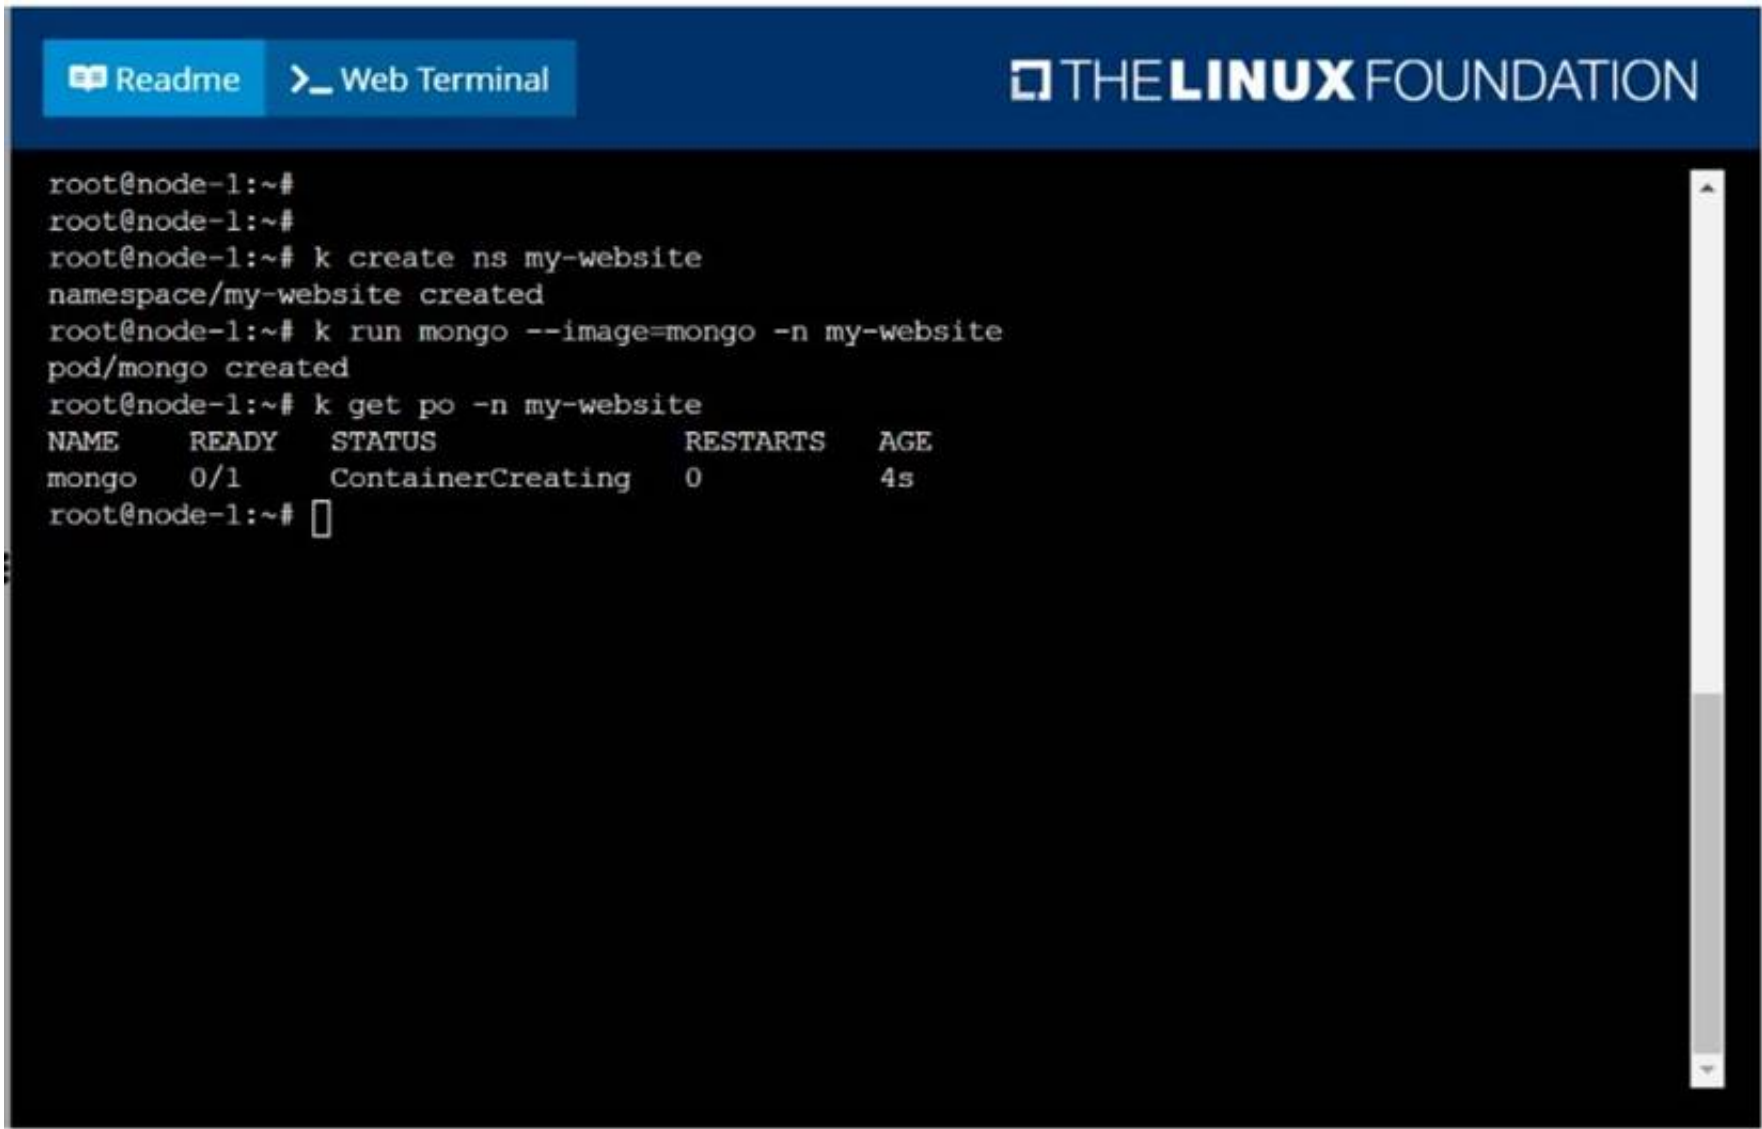 Readme >_ Web Terminal THE LINUX FOUNDATION
root@node-1:~#
root@node-1:~#
root@node-1:~# k create ns my-website
namespace/my-website created
root@node-1:~# k run mongo --image=mongo -n my-website
pod/mongo created
root@node-1:~# k get po -n my-website
NAME READY STATUS RESTARTS AGE
mongo 0/1 ContainerCreating 0 4s
root@node-1:~#